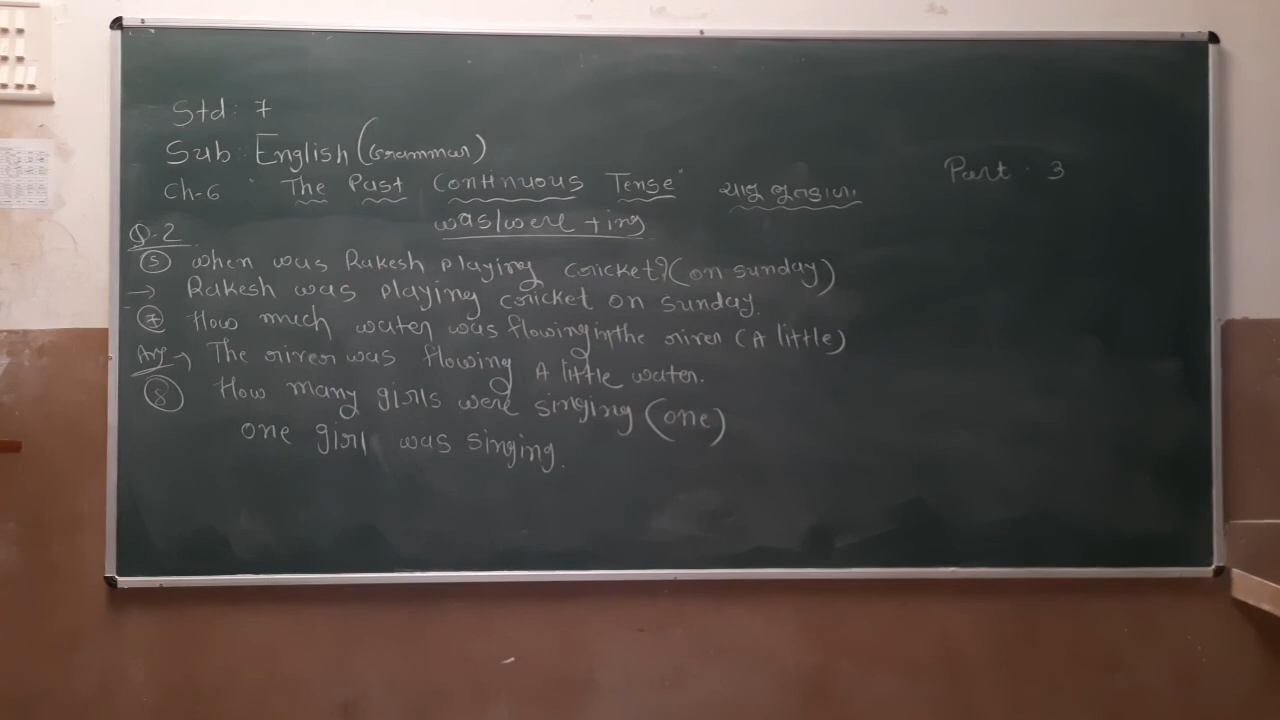 Std: 7
Sub: English (Grammar)
Part. 3
Ch-6 "The Past Continuous Tense" ચાલુ ભૂતકાળ
was/were +ing
Q-2
(5) when was Rakesh playing cricket? (on sunday)
→ Rakesh was playing cricket on sunday.
(7) How much water was flowing in the river (A little)
Ans → The river was flowing A little water.
(8) How many girls were singing (one)
one girl was singing.